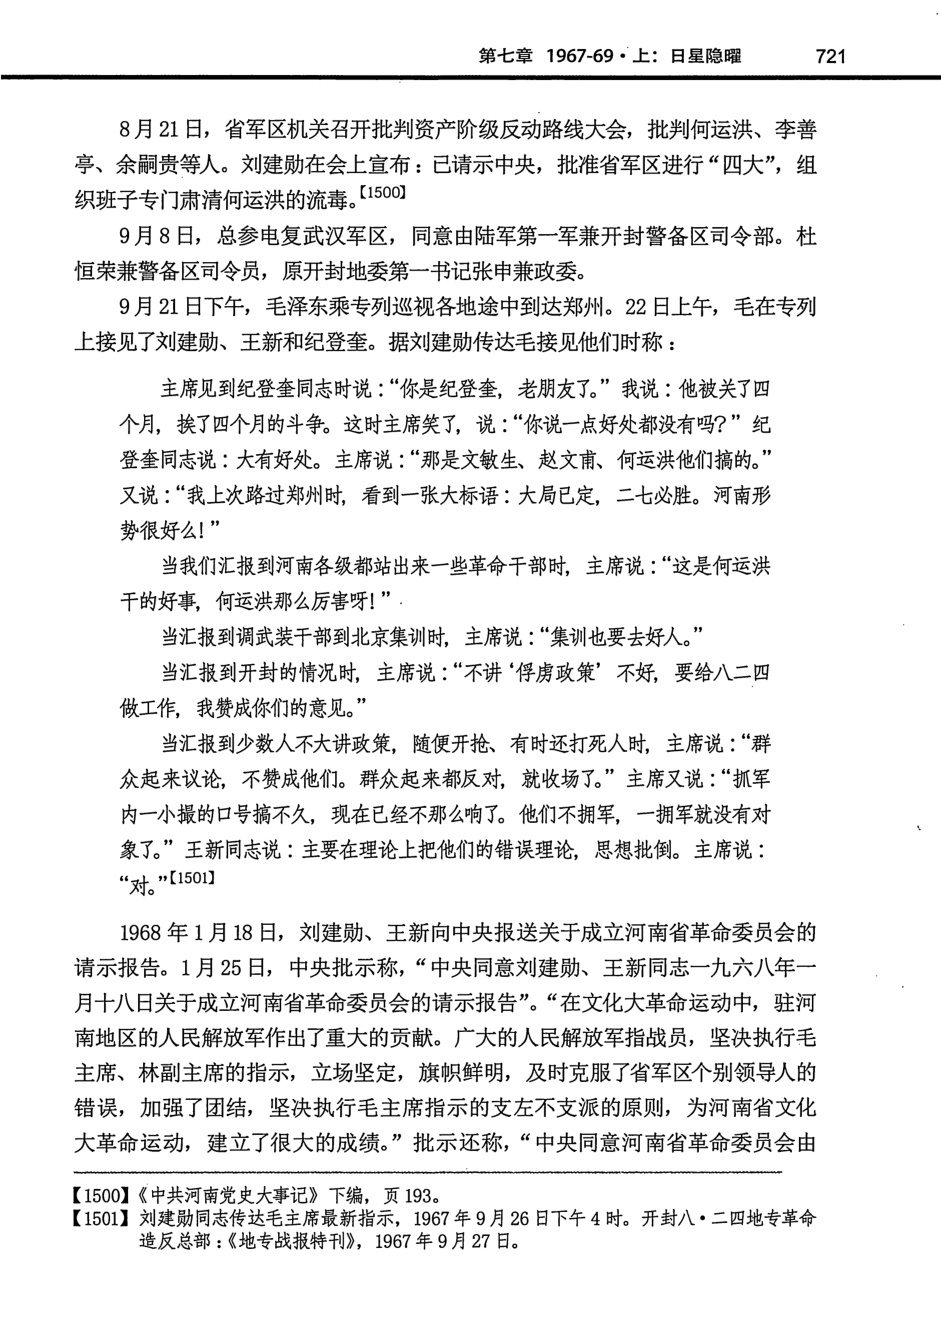 第七章 1967-69·上：日星隐曜 721
8月21日，省军区机关召开批判资产阶级反动路线大会，批判何运洪、李善
亭、余嗣贵等人。刘建勋在会上宣布：已请示中央，批准省军区进行“四大”，组
织班子专门肃清何运洪的流毒。【1500】
9月8日，总参电复武汉军区，同意由陆军第一军兼开封警备区司令部。杜
恒荣兼警备区司令员，原开封地委第一书记张申兼政委。
9月21日下午，毛泽东乘专列巡视各地途中到达郑州。22日上午，毛在专列
上接见了刘建勋、王新和纪登奎。据刘建勋传达毛接见他们时称：
主席见到纪登奎同志时说：“你是纪登奎，老朋友了。”我说：他被关了四
个月，挨了四个月的斗争。这时主席笑了，说：“你说一点好处都没有吗？”纪
登奎同志说：大有好处。主席说：“那是文敏生、赵文甫、何运洪他们搞的。”
又说：“我上次路过郑州时，看到一张大标语：大局已定，二七必胜。河南形
势很好么！”
当我们汇报到河南各级都站出来一些革命干部时，主席说：“这是何运洪
干的好事，何运洪那么厉害呀！”
当汇报到调武装干部到北京集训时，主席说：“集训也要去好人。”
当汇报到开封的情况时，主席说：“不讲‘俘虏政策’不好，要给八二四
做工作，我赞成你们的意见。”
当汇报到少数人不大讲政策，随便开抢、有时还打死人时，主席说：“群
众起来议论，不赞成他们。群众起来都反对，就收场了。”主席又说：“抓军
内一小撮的口号搞不久，现在已经不那么响了。他们不拥军，一拥军就没有对
象了。”王新同志说：主要在理论上把他们的错误理论，思想批倒。主席说：
“对。”【1501】
1968年1月18日，刘建勋、王新向中央报送关于成立河南省革命委员会的
请示报告。1月25日，中央批示称，“中央同意刘建勋、王新同志一九六八年一
月十八日关于成立河南省革命委员会的请示报告”。“在文化大革命运动中，驻河
南地区的人民解放军作出了重大的贡献。广大的人民解放军指战员，坚决执行毛
主席、林副主席的指示，立场坚定，旗帜鲜明，及时克服了省军区个别领导人的
错误，加强了团结，坚决执行毛主席指示的支左不支派的原则，为河南省文化
大革命运动，建立了很大的成绩。”批示还称，“中央同意河南省革命委员会由
【1500】《中共河南党史大事记》下编，页193。
【1501】刘建勋同志传达毛主席最新指示，1967年9月26日下午4时。开封八·二四地专革命
造反总部：《地专战报特刊》，1967年9月27日。